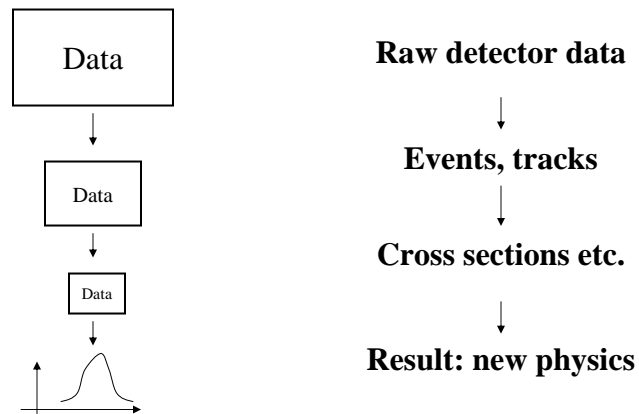 Data
Data
Data
Raw detector data
Events, tracks
Cross sections etc.
Result: new physics